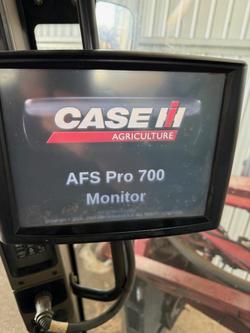 CASE IH
AGRICULTURE
AFS Pro 700
Monitor